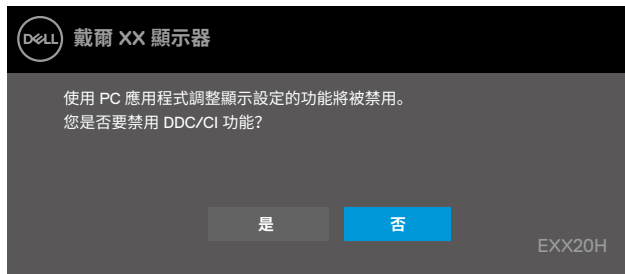 DELL 戴爾 XX 顯示器
使用 PC 應用程式調整顯示設定的功能將被禁用。
您是否要禁用 DDC/CI 功能?
是 否
EXX20H